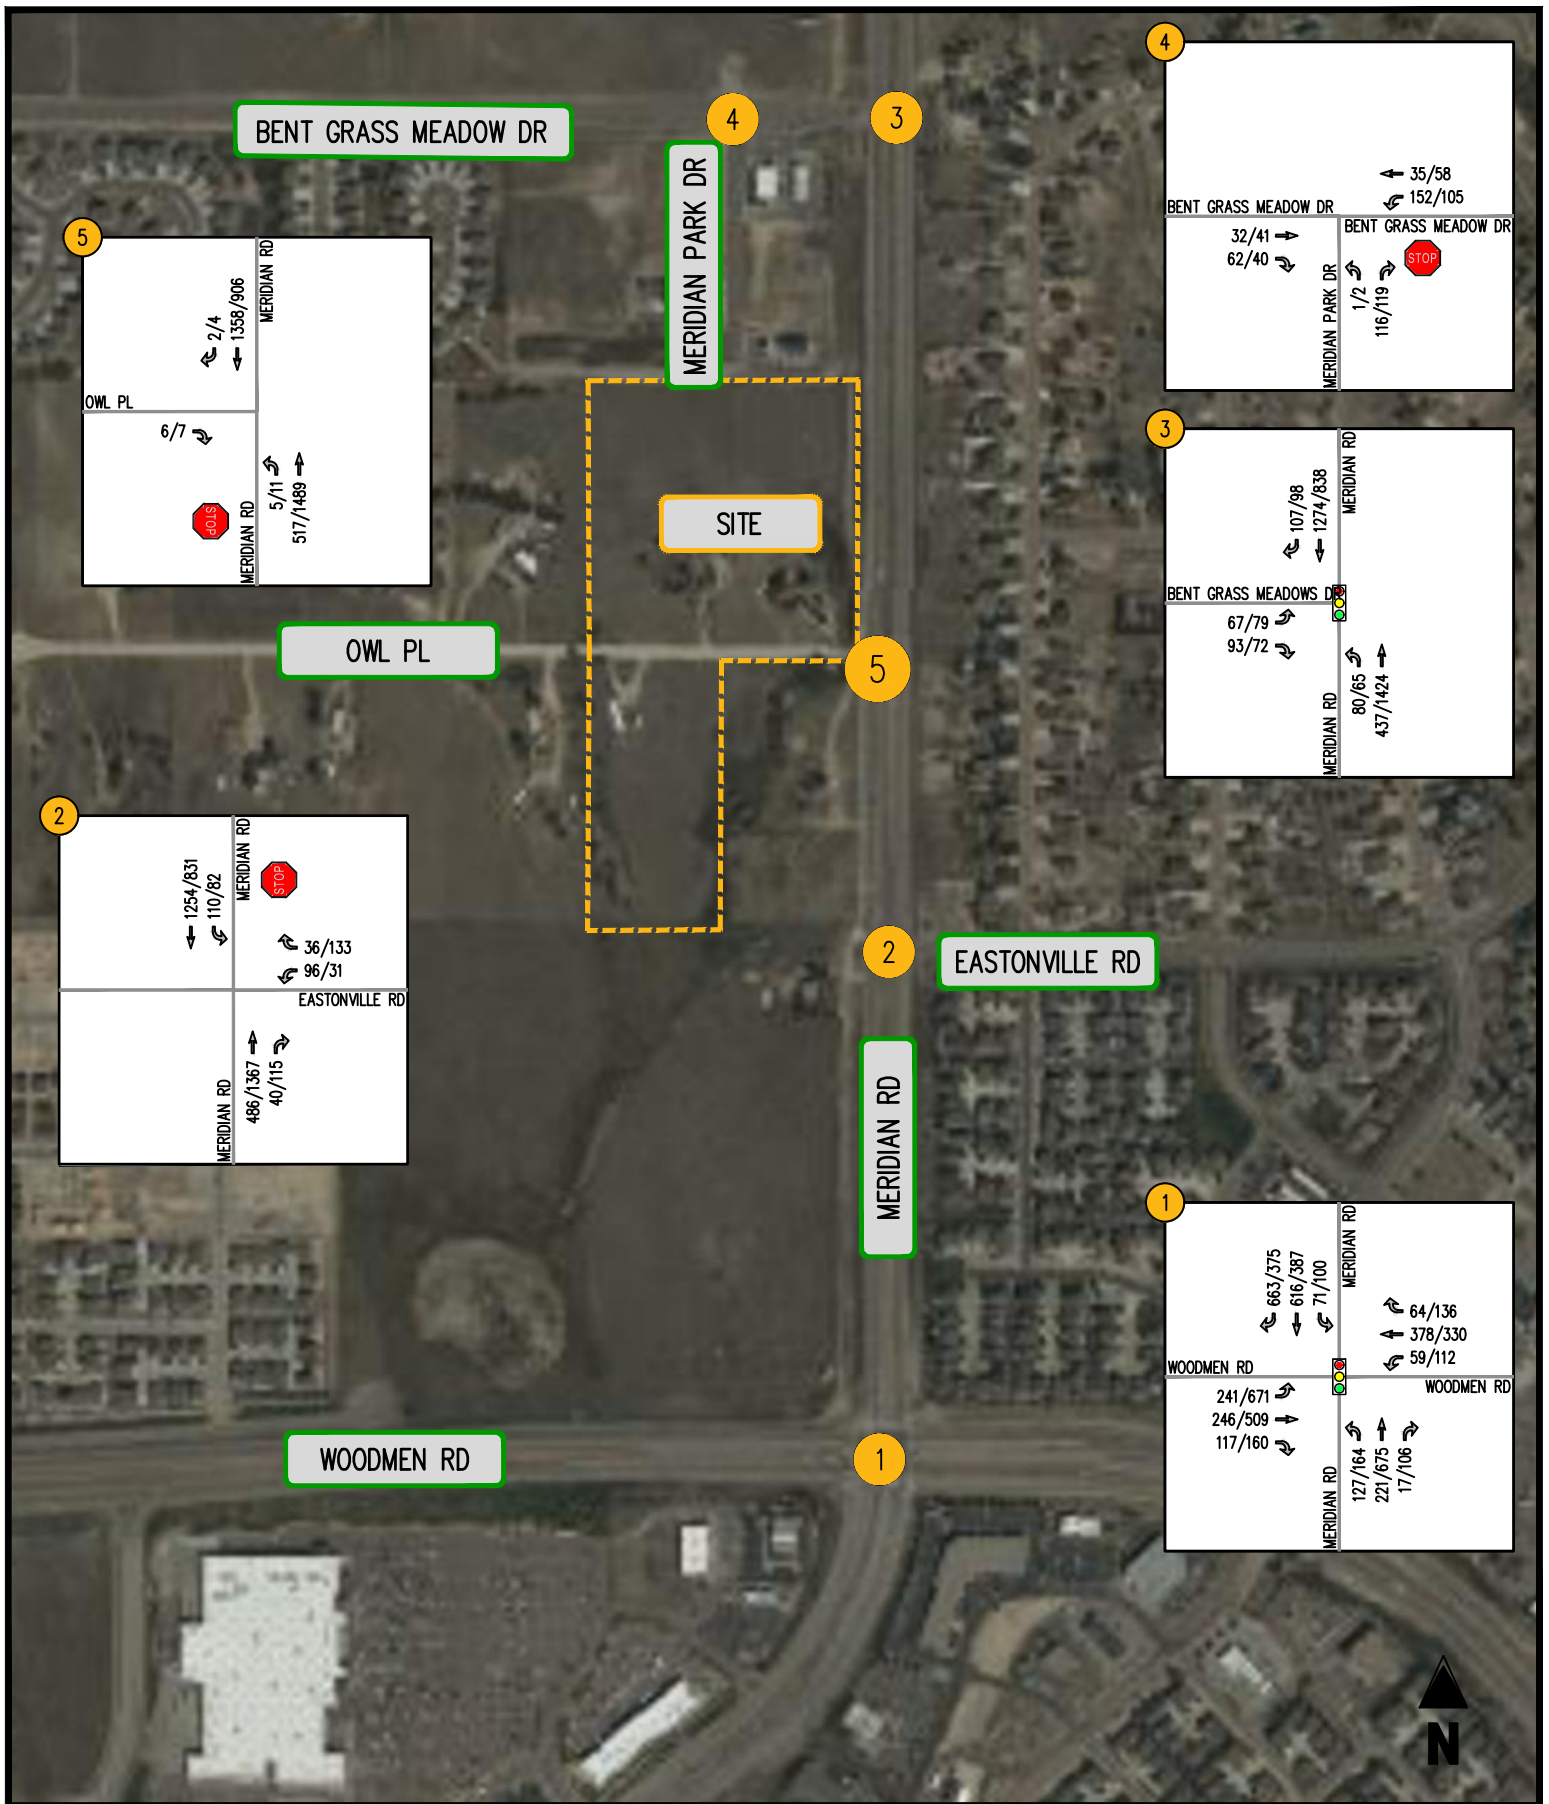 4
35/58
152/105
BENT GRASS MEADOW DR
BENT GRASS MEADOW DR
32/41
62/40
STOP
MERIDIAN PARK DR
1/2
116/119
BENT GRASS MEADOW DR
4
3
MERIDIAN PARK DR
5
MERIDIAN RD
2/4
1358/906
OWL PL
6/7
STOP
MERIDIAN RD
5/11
517/1489
3
MERIDIAN RD
107/98
1274/838
BENT GRASS MEADOWS DR
67/79
93/72
MERIDIAN RD
80/65
437/1424
SITE
OWL PL
5
2
MERIDIAN RD
STOP
1254/831
110/82
36/133
96/31
EASTONVILLE RD
MERIDIAN RD
486/1367
40/115
2
EASTONVILLE RD
MERIDIAN RD
1
663/375
616/387
71/100
MERIDIAN RD
64/136
378/330
59/112
WOODMEN RD
WOODMEN RD
241/671
246/509
117/160
MERIDIAN RD
127/164
221/675
17/106
WOODMEN RD
1
N